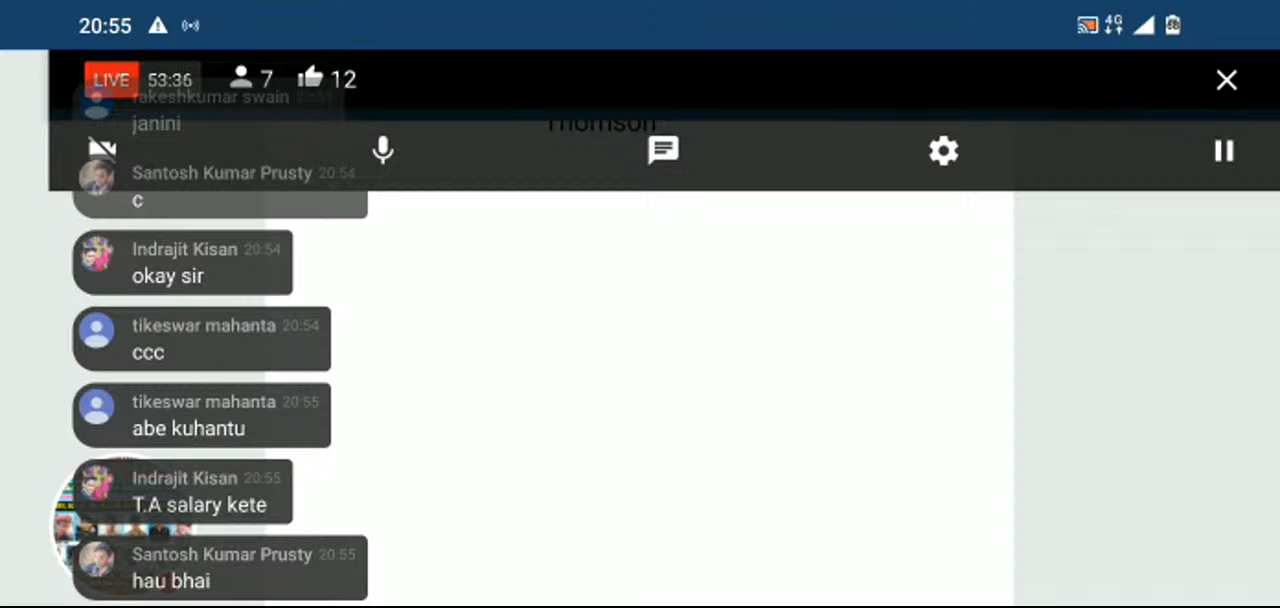 20:55
4G
LIVE 53:36 7 12
rakeshkumar swain
janini
Thomson
Santosh Kumar Prusty 20:54
c
Indrajit Kisan 20:54
okay sir
tikeswar mahanta 20:54
ccc
tikeswar mahanta 20:55
abe kuhantu
Indrajit Kisan 20:55
T.A salary kete
Santosh Kumar Prusty 20:55
hau bhai